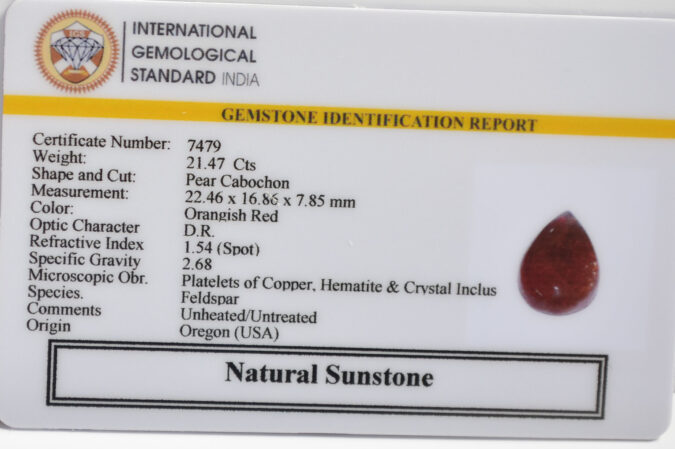 IGS
INTERNATIONAL
GEMOLOGICAL
STANDARD INDIA
GEMSTONE IDENTIFICATION REPORT
Certificate Number: 7479
Weight: 21.47 Cts
Shape and Cut: Pear Cabochon
Measurement: 22.46 x 16.86 x 7.85 mm
Color: Orangish Red
Optic Character D.R.
Refractive Index 1.54 (Spot)
Specific Gravity 2.68
Microscopic Obr. Platelets of Copper, Hematite & Crystal Inclus
Species. Feldspar
Comments Unheated/Untreated
Origin Oregon (USA)
Natural Sunstone